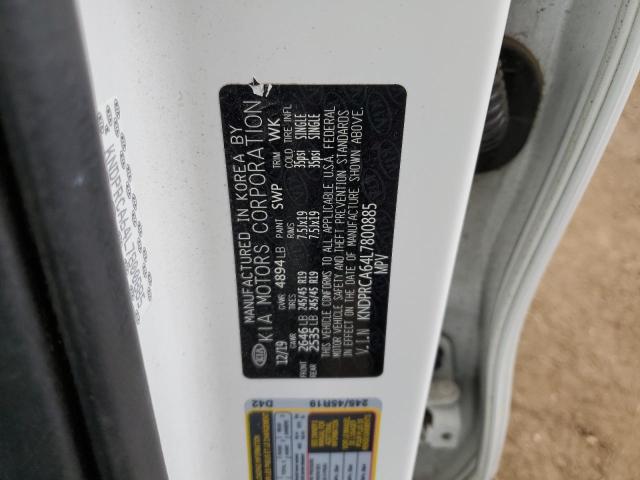 MANUFACTURED IN KOREA BY
KIA KIA MOTORS CORPORATION
12/19 GVWR 4894LB PAINT SWP TRIM WK
GAWR TIRES RIMS COLD TIRE INFL
FRONT 2646LB 245/45 R19 7.5Jx19 35psi SINGLE
REAR 2535LB 245/45 R19 7.5Jx19 35psi SINGLE
THIS VEHICLE CONFORMS TO ALL APPLICABLE U.S.A. FEDERAL
MOTOR VEHICLE SAFETY AND THEFT PREVENTION STANDARDS
IN EFFECT ON THE DATE OF MANUFACTURE SHOWN ABOVE.
V.I.N KNDPRCA64L7800885
MPV
KNDPRCA64L7800885
D42 245/45R19